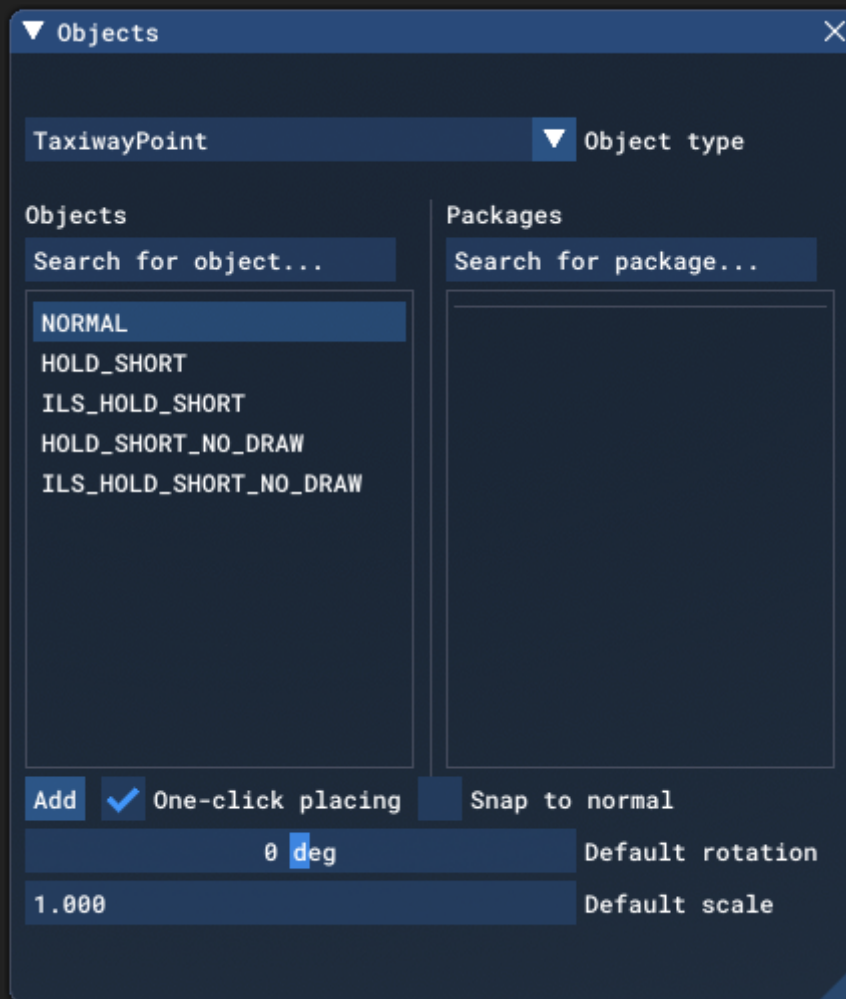 Objects
TaxiwayPoint Object type
Objects
Search for object...
NORMAL
HOLD_SHORT
ILS_HOLD_SHORT
HOLD_SHORT_NO_DRAW
ILS_HOLD_SHORT_NO_DRAW
Packages
Search for package...
Add One-click placing Snap to normal
0 deg Default rotation
1.000 Default scale